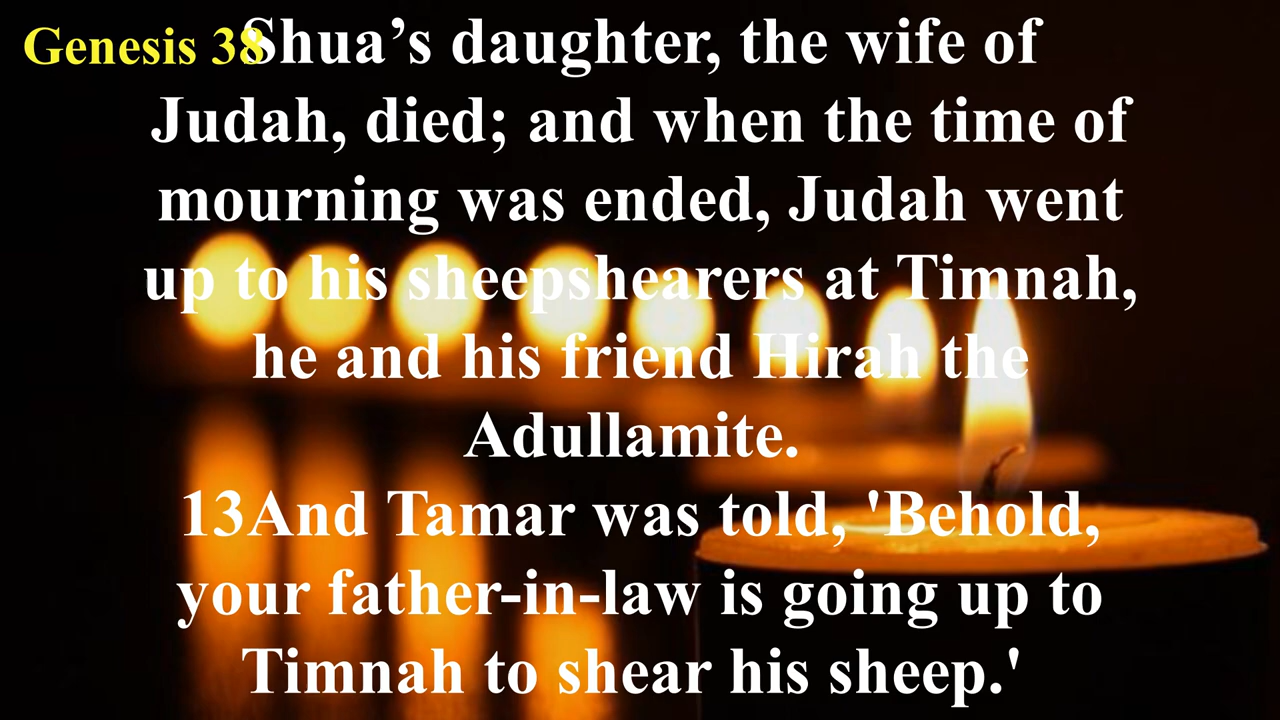 Genesis 38
Shua’s daughter, the wife of
Judah, died; and when the time of
mourning was ended, Judah went
up to his sheepshearers at Timnah,
he and his friend Hirah the
Adullamite.
13And Tamar was told, 'Behold,
your father-in-law is going up to
Timnah to shear his sheep.'